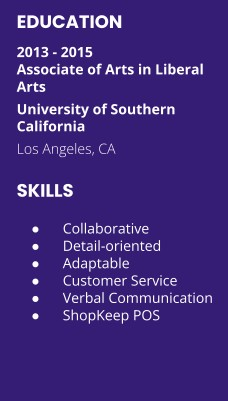 EDUCATION
2013 - 2015
Associate of Arts in Liberal
Arts
University of Southern
California
Los Angeles, CA
SKILLS
● Collaborative
● Detail-oriented
● Adaptable
● Customer Service
● Verbal Communication
● ShopKeep POS